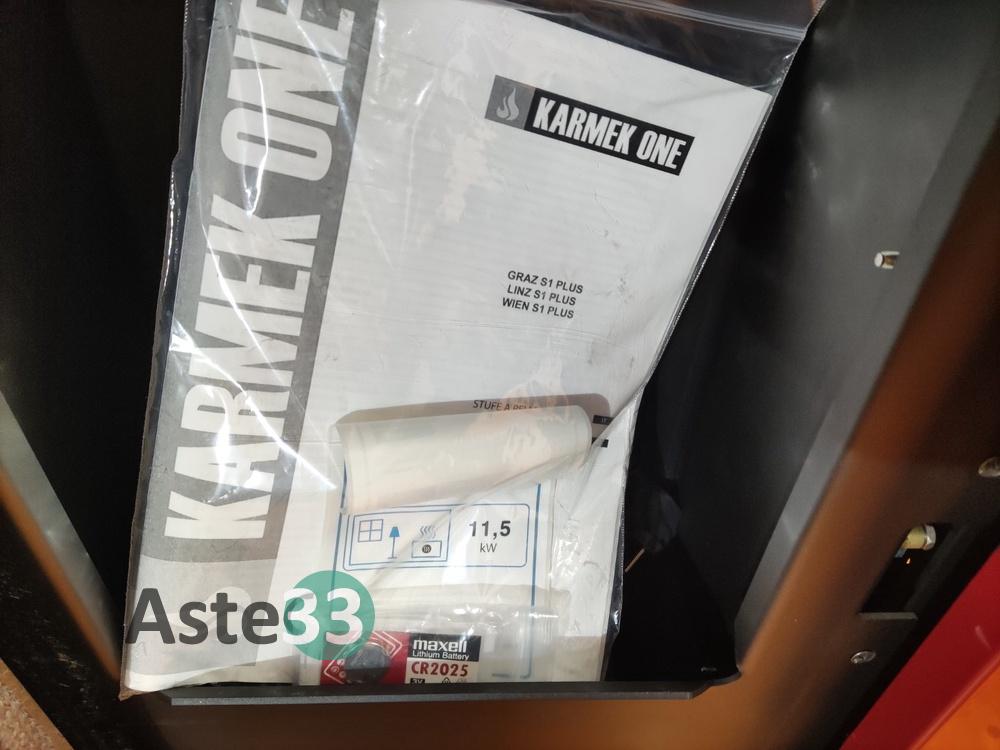 KARMEK ONE
KARMEK ONE
GRAZ S1 PLUS
LINZ S1 PLUS
WIEN S1 PLUS
STUFE A
11,5
kW
Aste33
maxell
Lithium Battery
CR2025
3V